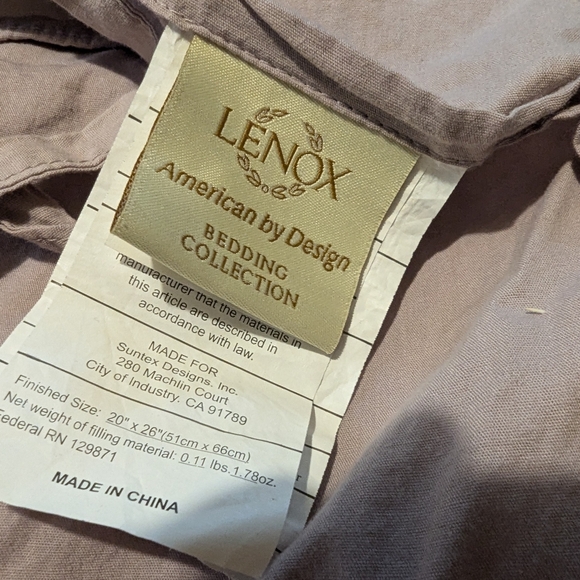 LENOX
American by Design
BEDDING
COLLECTION
manufacturer that the materials in
this article are described in
accordance with law.
MADE FOR
Suntex Designs, Inc.
280 Machlin Court
City of Industry, CA 91789
Finished Size: 20" x 26"(51cm x 66cm)
Net weight of filling material: 0.11 lbs.1.78oz.
Federal RN 129871
MADE IN CHINA